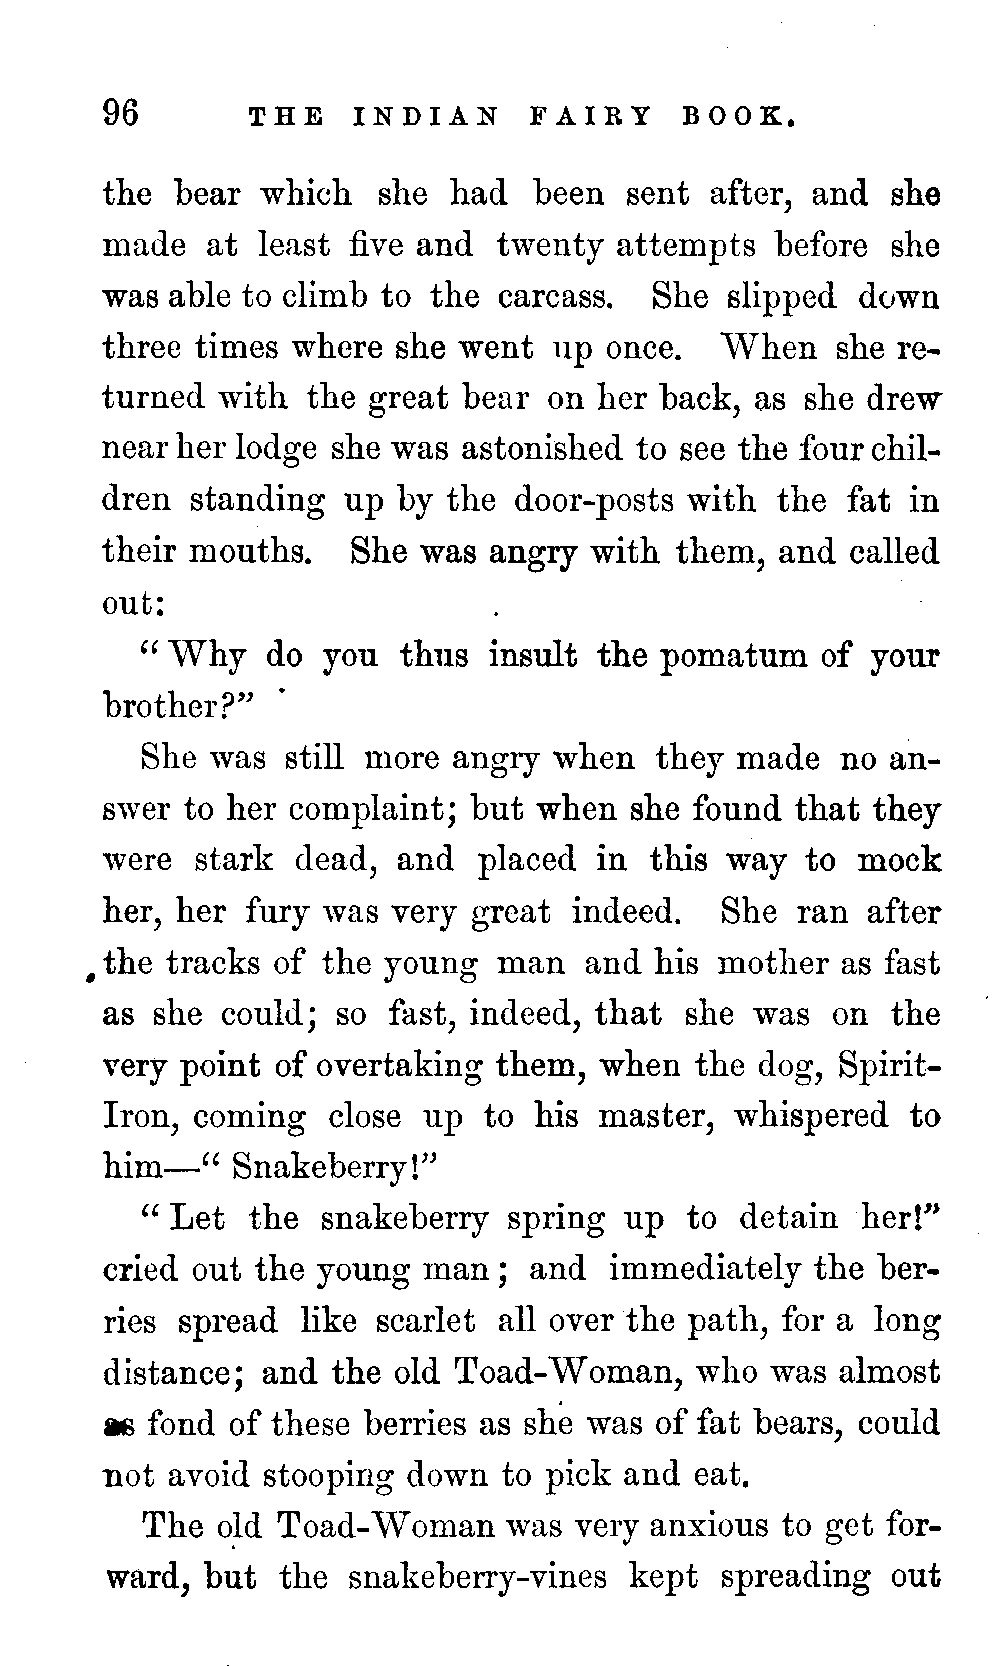 96 THE INDIAN FAIRY BOOK.
the bear which she had been sent after, and she
made at least five and twenty attempts before she
was able to climb to the carcass. She slipped down
three times where she went up once. When she re-
turned with the great bear on her back, as she drew
near her lodge she was astonished to see the four chil-
dren standing up by the door-posts with the fat in
their mouths. She was angry with them, and called
out:
“Why do you thus insult the pomatum of your
brother?”
She was still more angry when they made no an-
swer to her complaint; but when she found that they
were stark dead, and placed in this way to mock
her, her fury was very great indeed. She ran after
the tracks of the young man and his mother as fast
as she could; so fast, indeed, that she was on the
very point of overtaking them, when the dog, Spirit-
Iron, coming close up to his master, whispered to
him—“Snakeberry!”
“Let the snakeberry spring up to detain her!”
cried out the young man; and immediately the ber-
ries spread like scarlet all over the path, for a long
distance; and the old Toad-Woman, who was almost
as fond of these berries as she was of fat bears, could
not avoid stooping down to pick and eat.
The old Toad-Woman was very anxious to get for-
ward, but the snakeberry-vines kept spreading out